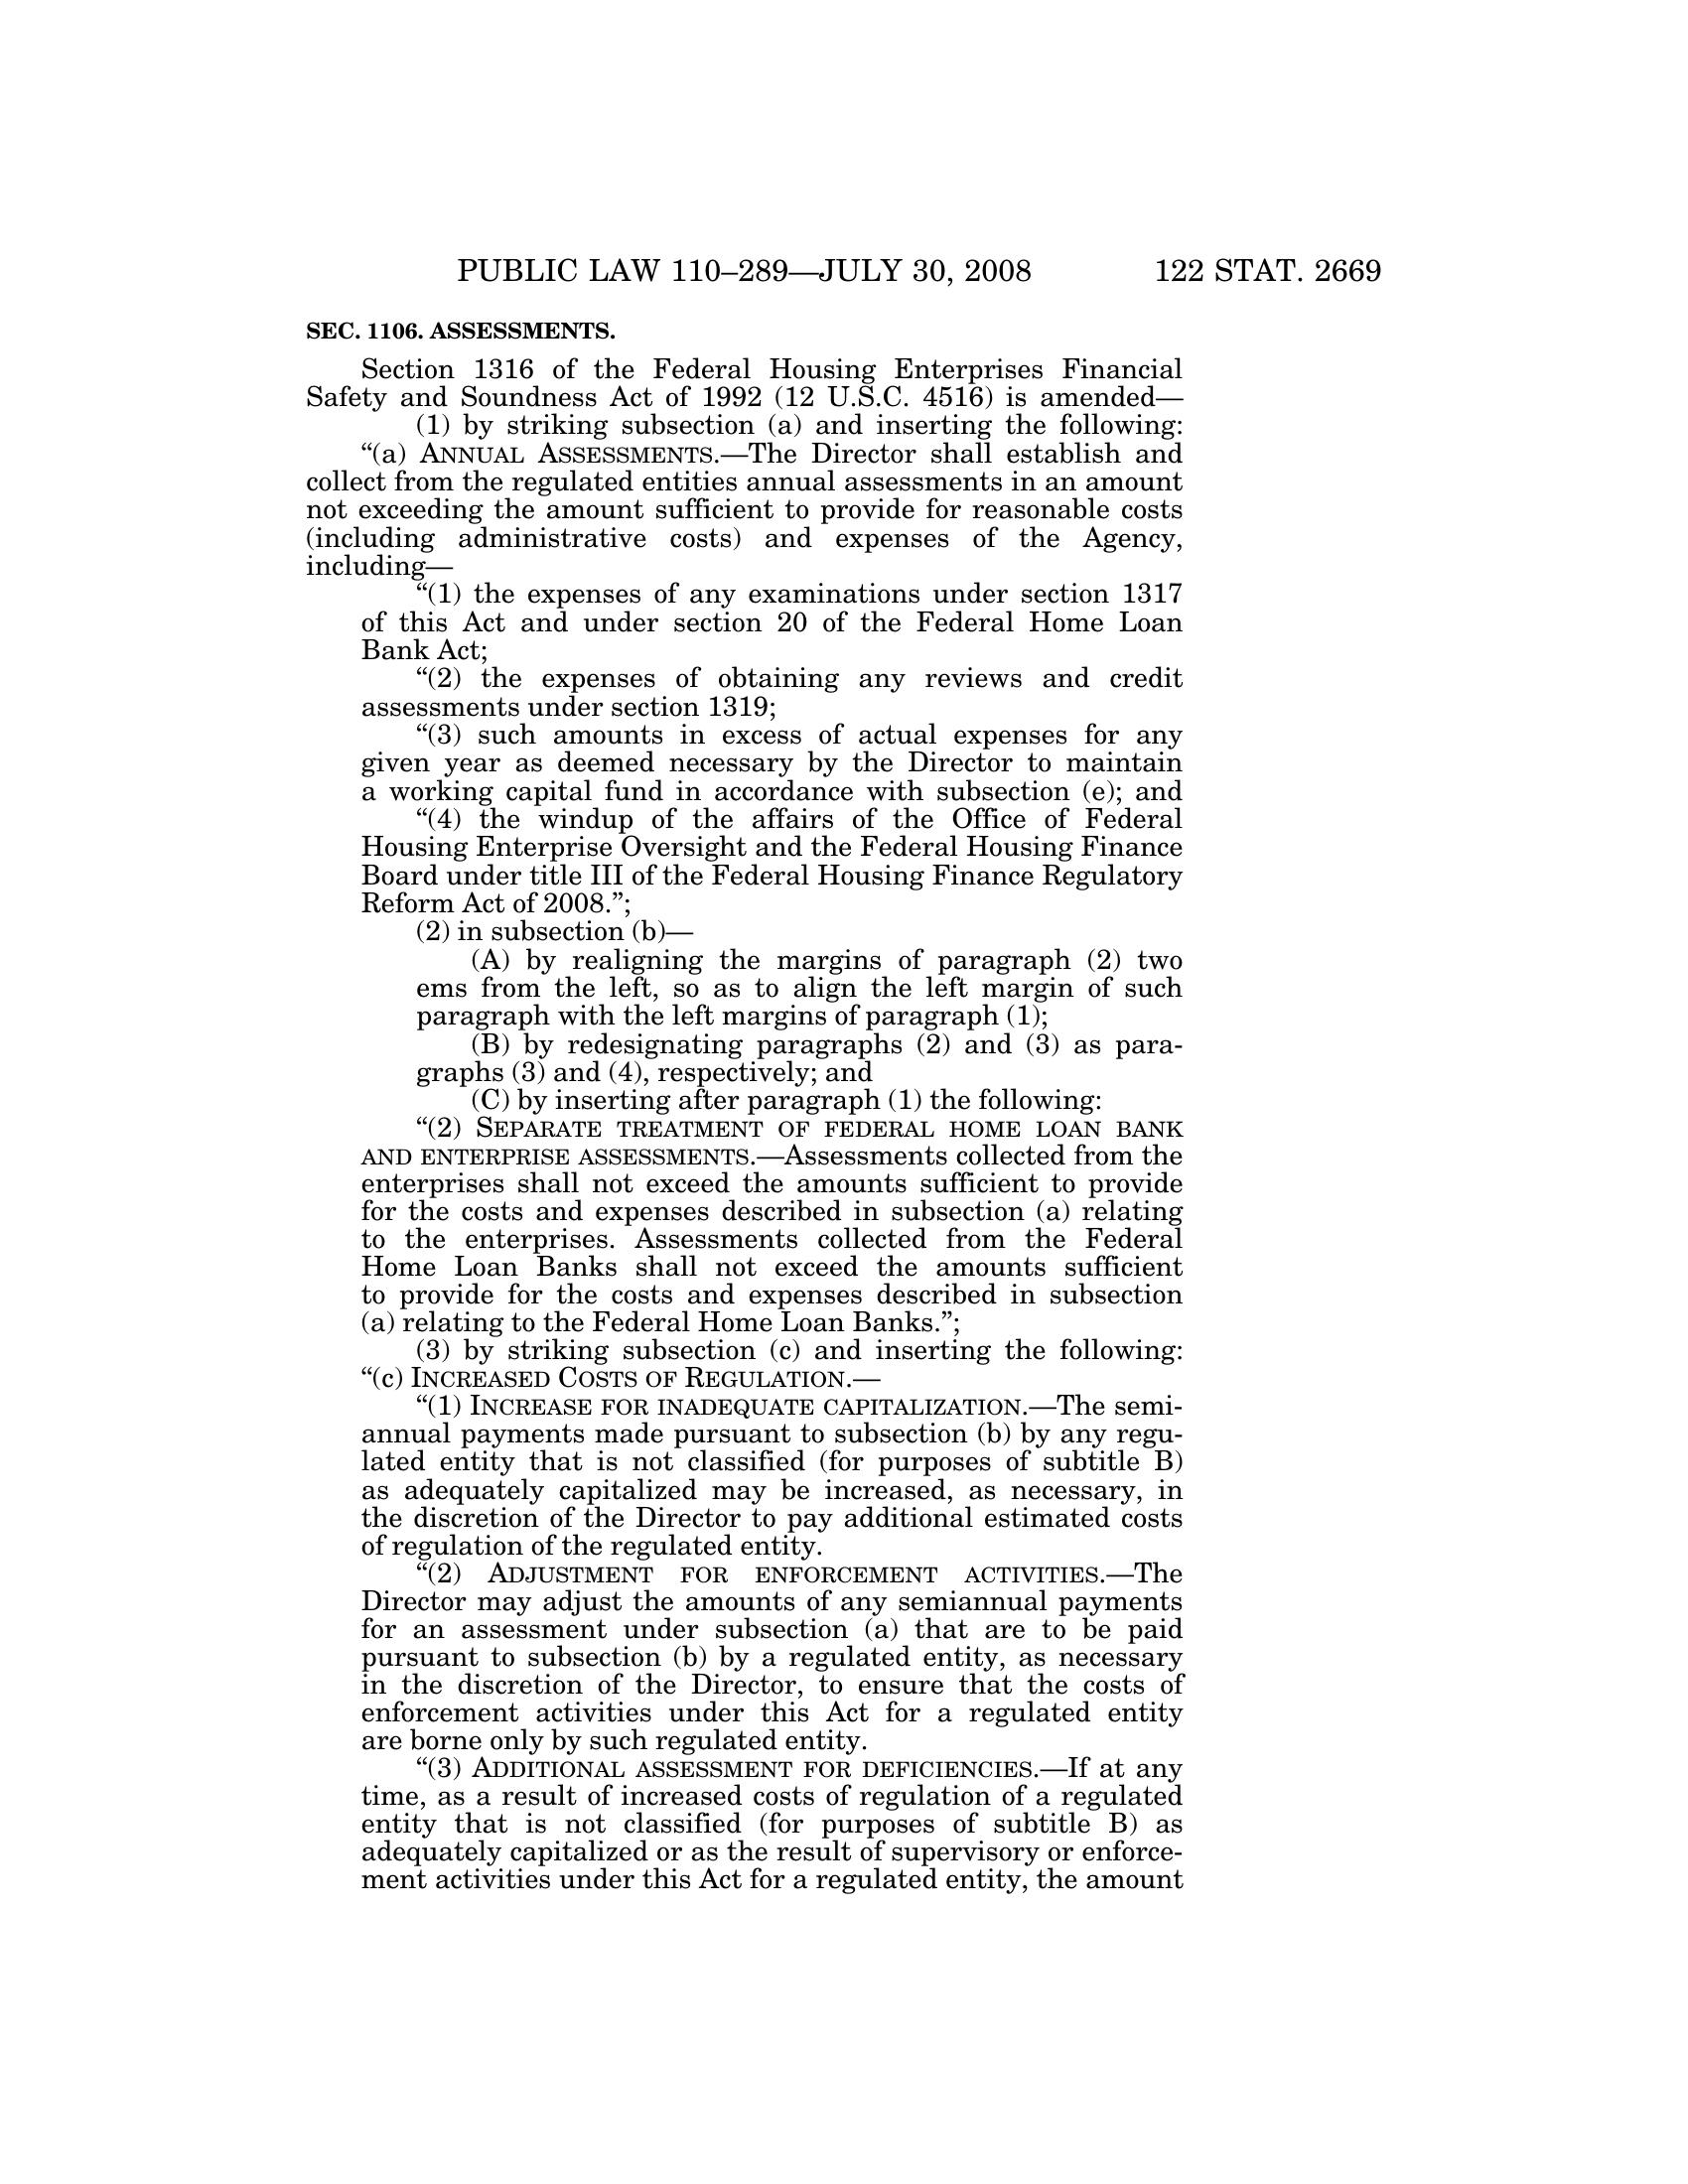 PUBLIC LAW 110–289—JULY 30, 2008 122 STAT. 2669
SEC. 1106. ASSESSMENTS.
Section 1316 of the Federal Housing Enterprises Financial
Safety and Soundness Act of 1992 (12 U.S.C. 4516) is amended—
(1) by striking subsection (a) and inserting the following:
“(a) ANNUAL ASSESSMENTS.—The Director shall establish and
collect from the regulated entities annual assessments in an amount
not exceeding the amount sufficient to provide for reasonable costs
(including administrative costs) and expenses of the Agency,
including—
“(1) the expenses of any examinations under section 1317
of this Act and under section 20 of the Federal Home Loan
Bank Act;
“(2) the expenses of obtaining any reviews and credit
assessments under section 1319;
“(3) such amounts in excess of actual expenses for any
given year as deemed necessary by the Director to maintain
a working capital fund in accordance with subsection (e); and
“(4) the windup of the affairs of the Office of Federal
Housing Enterprise Oversight and the Federal Housing Finance
Board under title III of the Federal Housing Finance Regulatory
Reform Act of 2008.”;
(2) in subsection (b)—
(A) by realigning the margins of paragraph (2) two
ems from the left, so as to align the left margin of such
paragraph with the left margins of paragraph (1);
(B) by redesignating paragraphs (2) and (3) as para-
graphs (3) and (4), respectively; and
(C) by inserting after paragraph (1) the following:
“(2) SEPARATE TREATMENT OF FEDERAL HOME LOAN BANK
AND ENTERPRISE ASSESSMENTS.—Assessments collected from the
enterprises shall not exceed the amounts sufficient to provide
for the costs and expenses described in subsection (a) relating
to the enterprises. Assessments collected from the Federal
Home Loan Banks shall not exceed the amounts sufficient
to provide for the costs and expenses described in subsection
(a) relating to the Federal Home Loan Banks.”;
(3) by striking subsection (c) and inserting the following:
“(c) INCREASED COSTS OF REGULATION.—
“(1) INCREASE FOR INADEQUATE CAPITALIZATION.—The semi-
annual payments made pursuant to subsection (b) by any regu-
lated entity that is not classified (for purposes of subtitle B)
as adequately capitalized may be increased, as necessary, in
the discretion of the Director to pay additional estimated costs
of regulation of the regulated entity.
“(2) ADJUSTMENT FOR ENFORCEMENT ACTIVITIES.—The
Director may adjust the amounts of any semiannual payments
for an assessment under subsection (a) that are to be paid
pursuant to subsection (b) by a regulated entity, as necessary
in the discretion of the Director, to ensure that the costs of
enforcement activities under this Act for a regulated entity
are borne only by such regulated entity.
“(3) ADDITIONAL ASSESSMENT FOR DEFICIENCIES.—If at any
time, as a result of increased costs of regulation of a regulated
entity that is not classified (for purposes of subtitle B) as
adequately capitalized or as the result of supervisory or enforce-
ment activities under this Act for a regulated entity, the amount